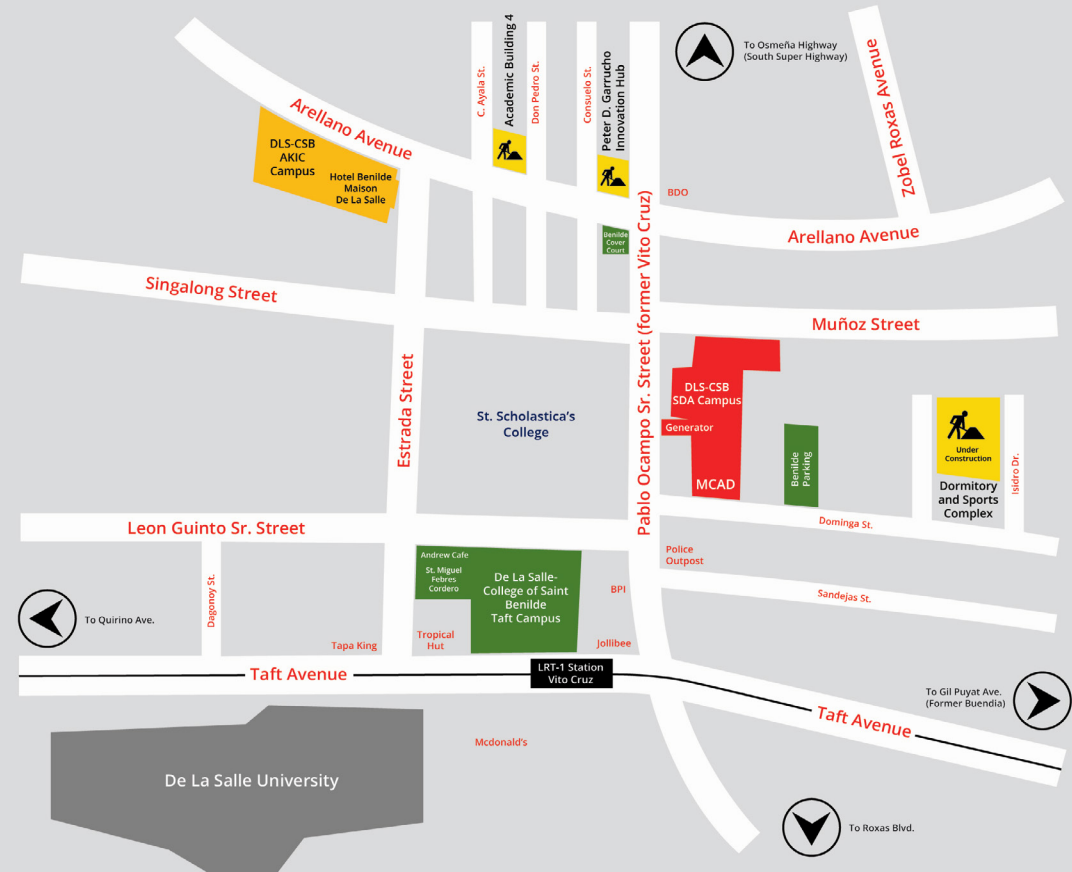 Academic Building 4
C. Ayala St.
Don Pedro St.
Consuelo St.
Peter D. Garrucho
Innovation Hub
To Osmeña Highway
(South Super Highway)
Zobel Roxas Avenue
Arellano Avenue
DLS-CSB
AKIC
Campus
Hotel Benilde
Maison
De La Salle
BDO
Benilde
Cover
Court
Arellano Avenue
Pablo Ocampo Sr. Street (former Vito Cruz)
Singalong Street
Muñoz Street
Estrada Street
St. Scholastica's
College
DLS-CSB
SDA Campus
Generator
MCAD
Benilde
Parking
Under
Construction
Dormitory
and Sports
Complex
Isidro Dr.
Leon Guinto Sr. Street
Dominga St.
Dagonoy St.
Andrew Cafe
St. Miguel
Febres
Cordero
De La Salle-
College of Saint
Benilde
Taft Campus
Police
Outpost
BPI
Sandejas St.
To Quirino Ave.
Tapa King
Tropical
Hut
Jollibee
Taft Avenue
LRT-1 Station
Vito Cruz
To Gil Puyat Ave.
(Former Buendia)
Taft Avenue
Mcdonald's
De La Salle University
To Roxas Blvd.